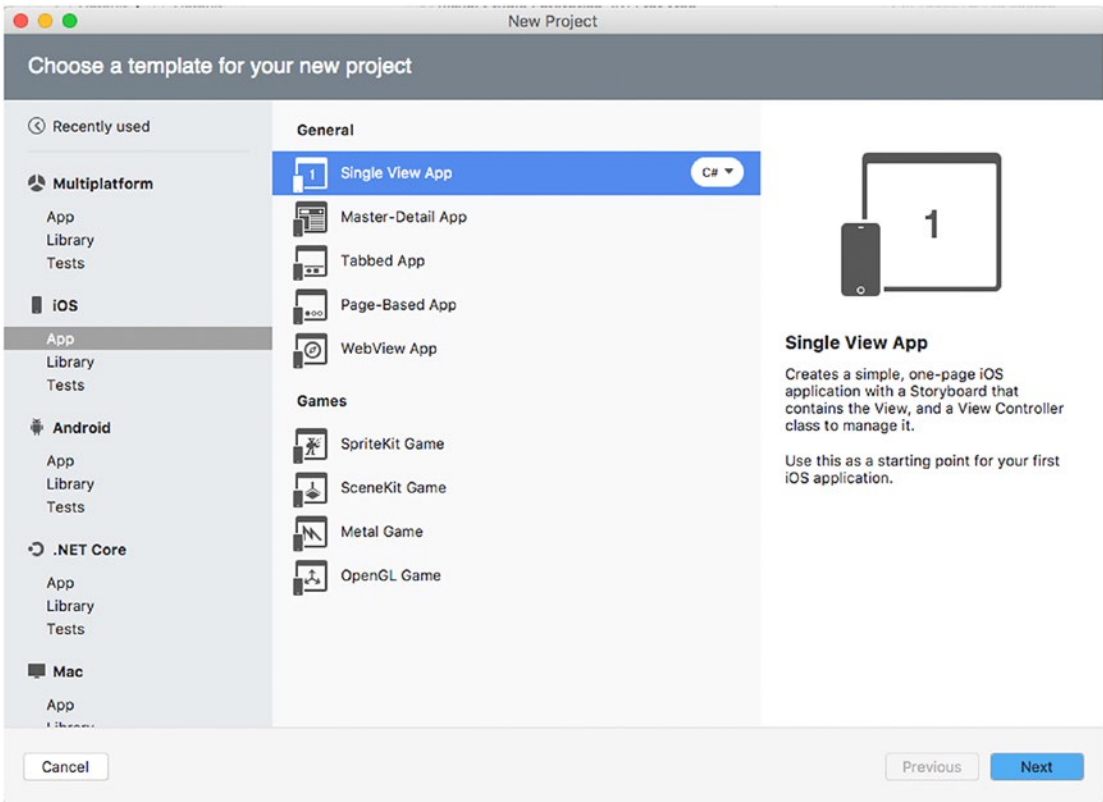 New Project
Choose a template for your new project
Recently used
Multiplatform
App
Library
Tests
iOS
App
Library
Tests
Android
App
Library
Tests
.NET Core
App
Library
Tests
Mac
App
Library
General
1 Single View App C#
Master-Detail App
Tabbed App
Page-Based App
WebView App
Games
SpriteKit Game
SceneKit Game
Metal Game
OpenGL Game
1
Single View App
Creates a simple, one-page iOS
application with a Storyboard that
contains the View, and a View Controller
class to manage it.
Use this as a starting point for your first
iOS application.
Cancel
Previous
Next